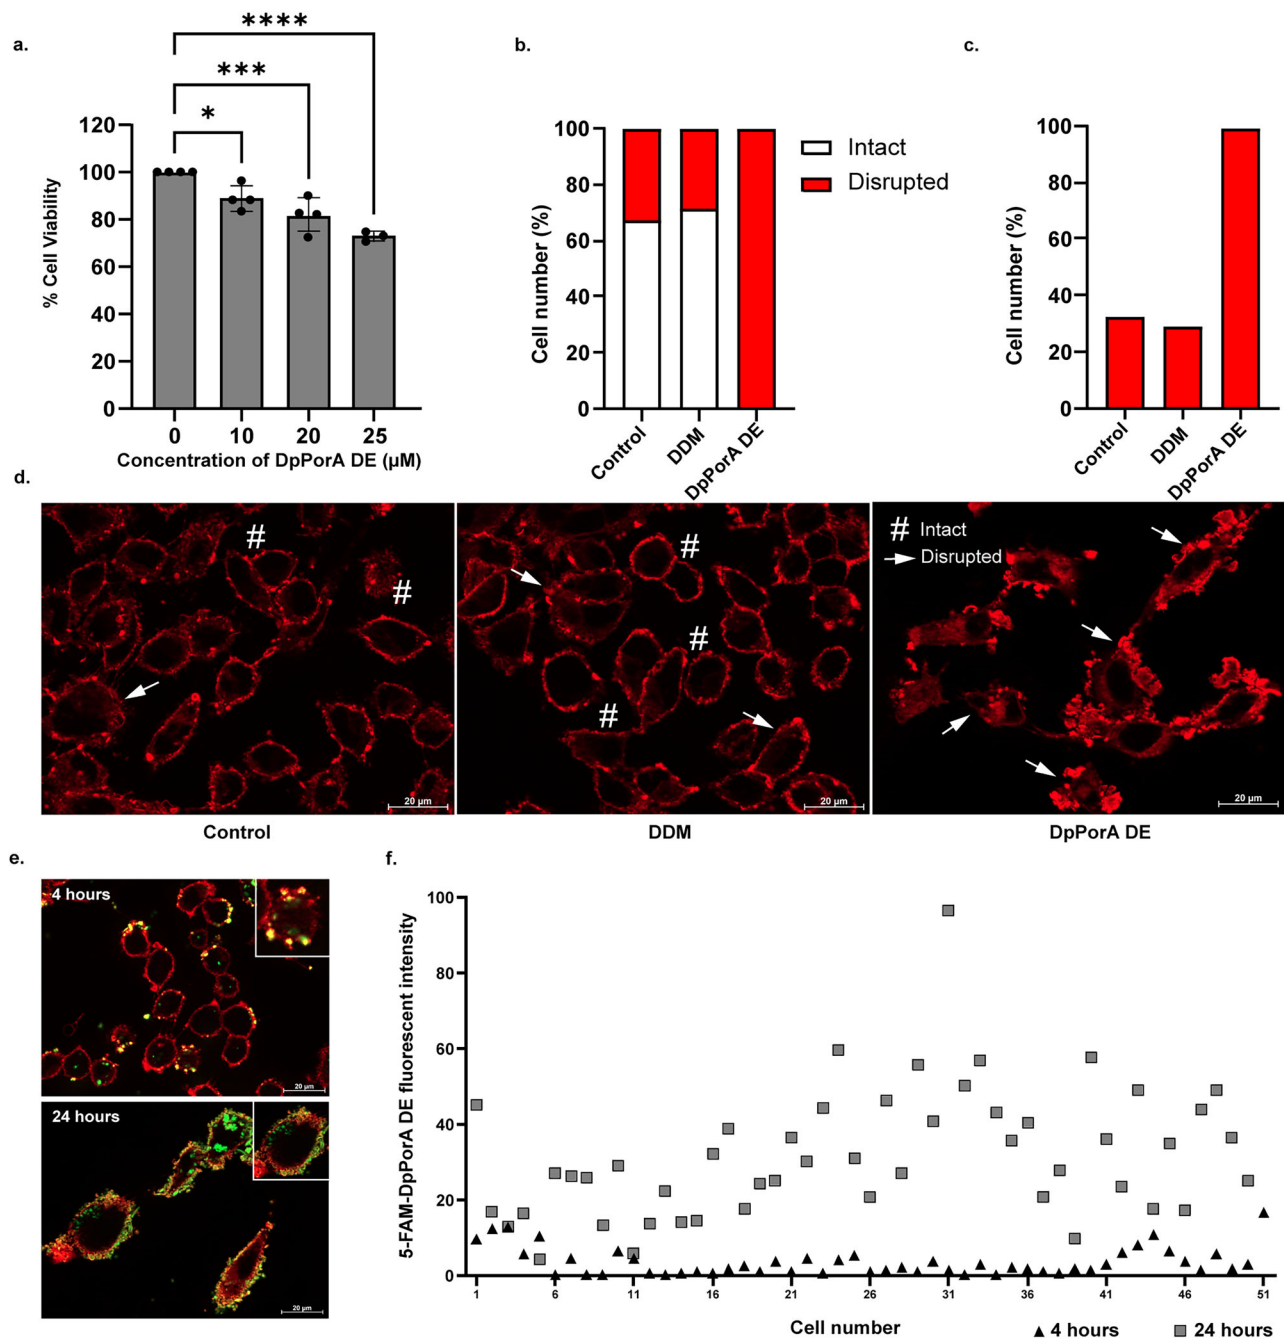 a.
****
***
*
120
100
80
60
40
20
0
% Cell Viability
0 10 20 25
Concentration of DpPorA DE (µM)
b.
100
80
60
40
20
0
Cell number (%)
Control DDM DpPorA DE
Intact
Disrupted
c.
100
80
60
40
20
0
Cell number (%)
Control DDM DpPorA DE
d.
#
#
20 µm
Control
#
#
#
20 µm
DDM
# Intact
Disrupted
20 µm
DpPorA DE
e.
4 hours
20 µm
24 hours
20 µm
f.
100
80
60
40
20
0
5-FAM-DpPorA DE fluorescent intensity
1 6 11 16 21 26 31 36 41 46 51
Cell number
4 hours
24 hours